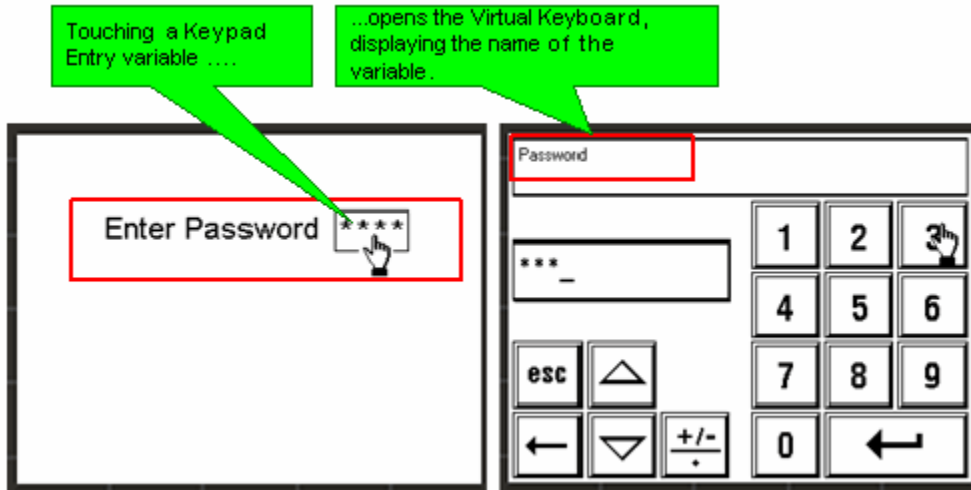 Touching a Keypad
Entry variable ....
...opens the Virtual Keyboard,
displaying the name of the
variable.
Enter Password ****
Password
***_
1 2 3
4 5 6
esc 7 8 9
+/- 0
.